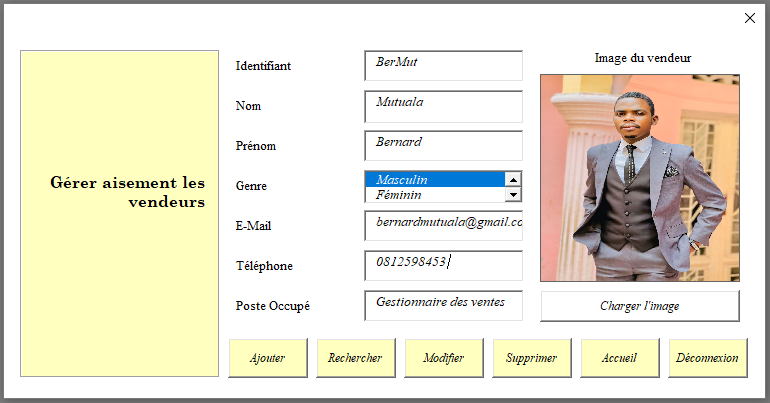 Gérer aisement les
vendeurs
Identifiant
BerMut
Nom
Mutuala
Prénom
Bernard
Genre
Masculin
Féminin
E-Mail
bernardmutuala@gmail.co
Téléphone
0812598453
Poste Occupé
Gestionnaire des ventes
Image du vendeur
Charger l'image
Ajouter
Rechercher
Modifier
Supprimer
Accueil
Déconnexion